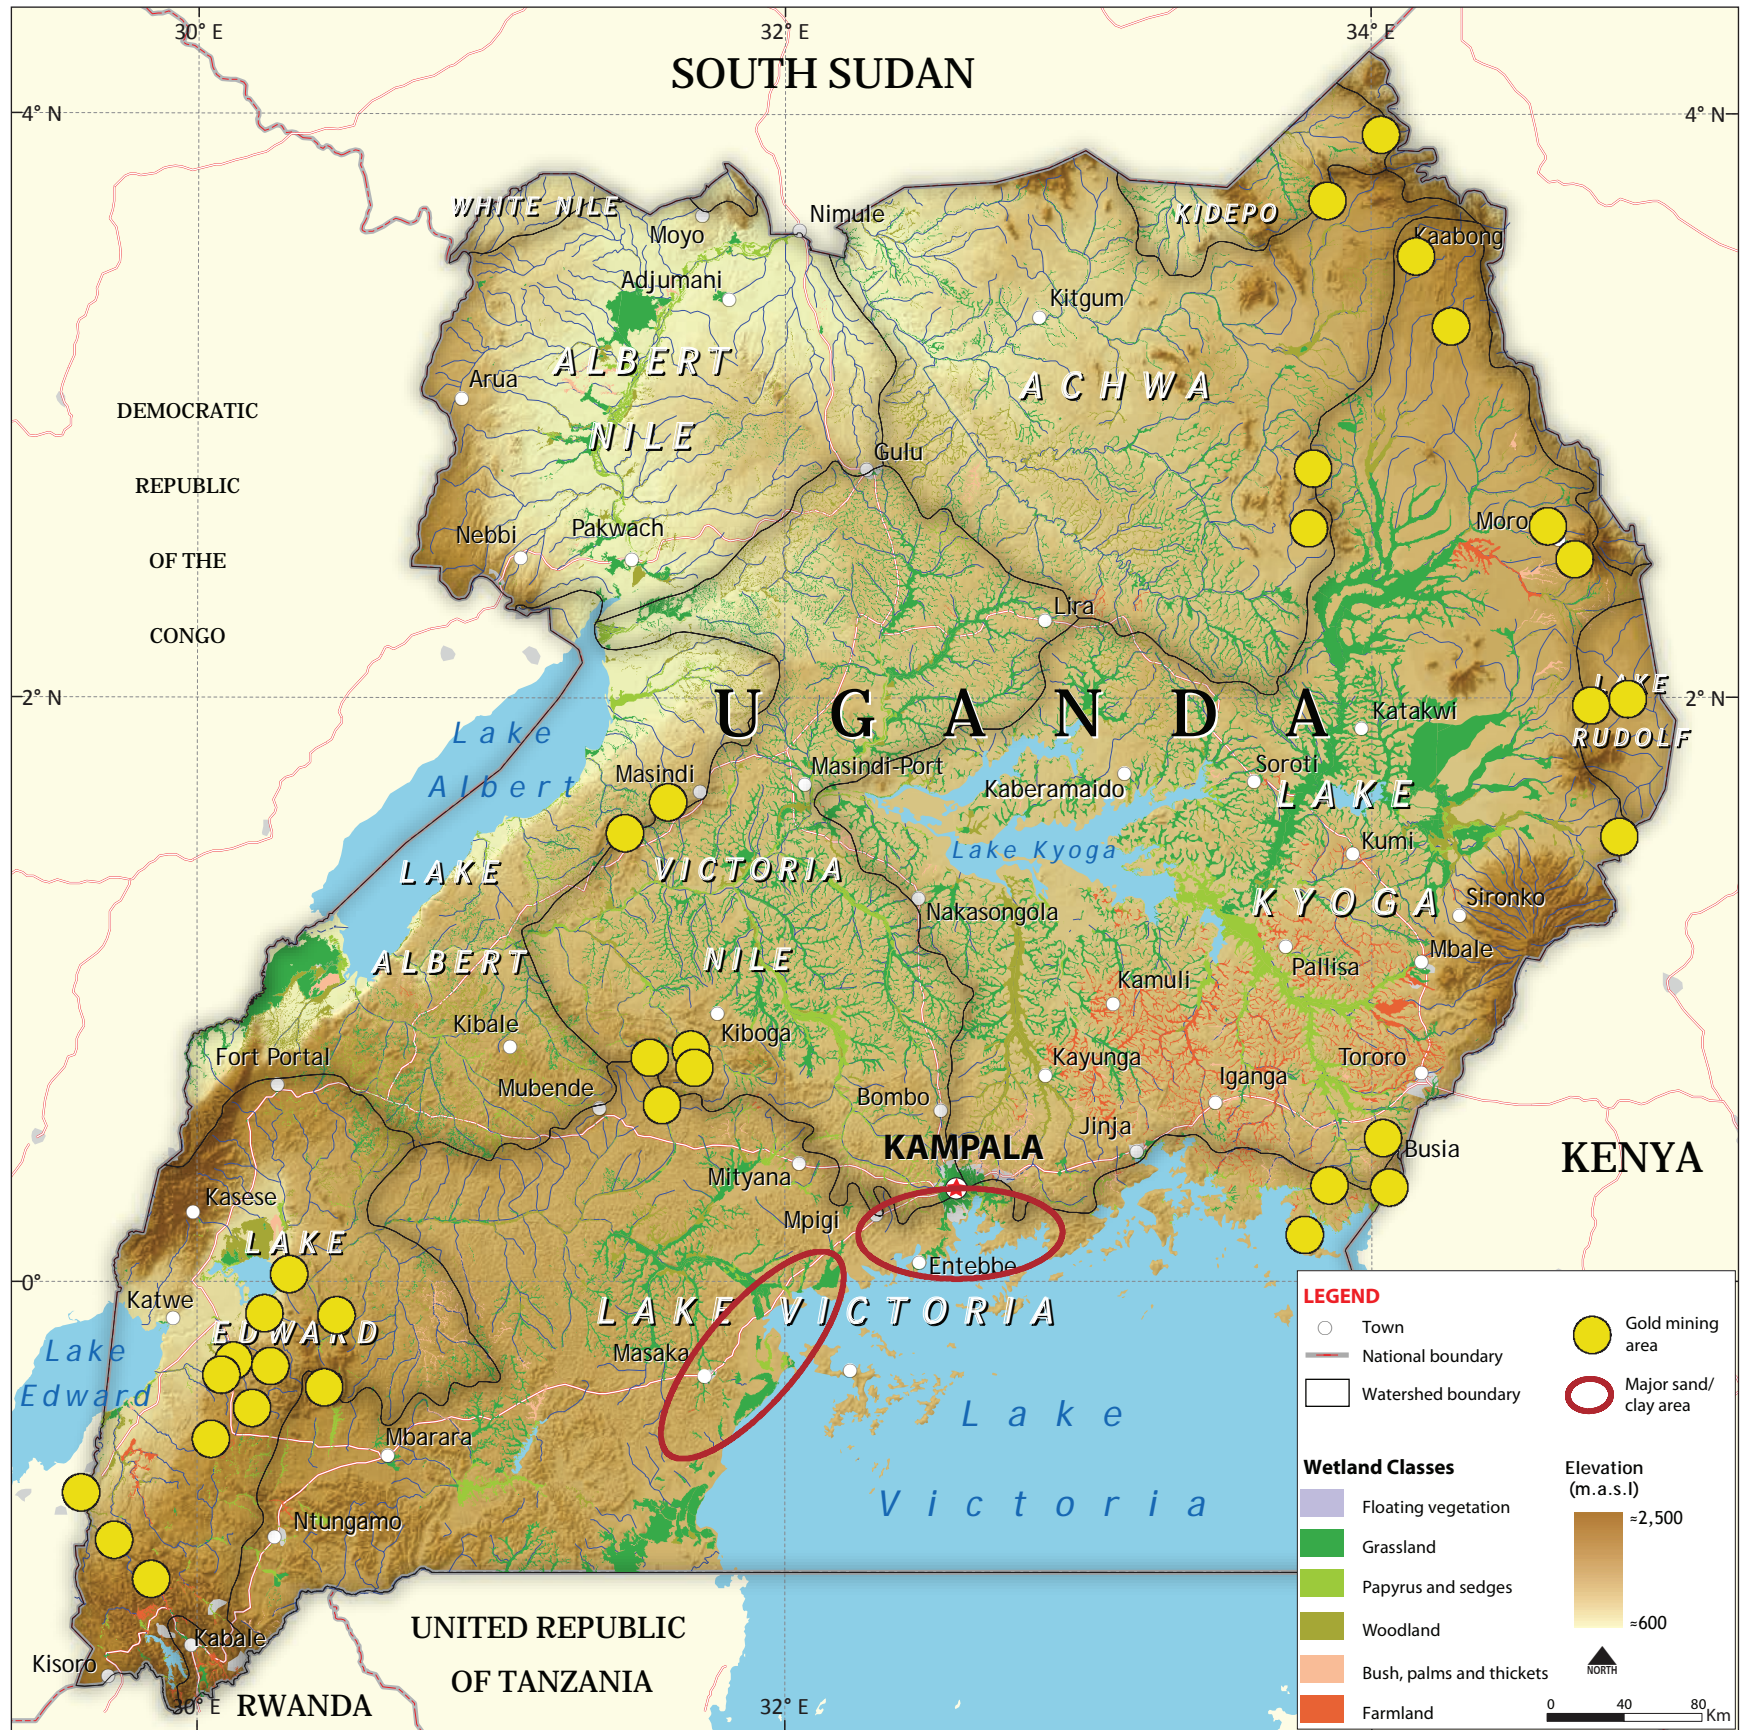 30° E
32° E
34° E
SOUTH SUDAN
4° N
4° N
WHITE NILE
Nimule
KIDEPO
Moyo
Kaabong
Adjumani
Kitgum
ALBERT
NILE
Arua
ACHWA
DEMOCRATIC
REPUBLIC
OF THE
CONGO
Gulu
Nebbi
Pakwach
Moro
Lira
2° N
2° N
UGANDA
LAKE
RUDOLF
Katakwi
Lake
Albert
Masindi
Masindi-Port
Kaberamaido
Soroti
LAKE
KYOGA
Kumi
Lake Kyoga
LAKE
ALBERT
VICTORIA
NILE
Nakasongola
Sironko
Mbale
Pallisa
Kamuli
Kibale
Kiboga
Fort Portal
Kayunga
Tororo
Iganga
Mubende
Bombo
Jinja
KAMPALA
Busia
KENYA
Mityana
Kasese
Mpigi
LAKE
EDWARD
Entebbe
0°
Katwe
LAKE VICTORIA
Masaka
Lake
Edward
Lake
Victoria
Mbarara
Ntungamo
UNITED REPUBLIC
OF TANZANIA
Kabale
Kisoro
30° E
RWANDA
32° E
LEGEND
Town
National boundary
Watershed boundary
Gold mining
area
Major sand/
clay area
Wetland Classes
Floating vegetation
Grassland
Papyrus and sedges
Woodland
Bush, palms and thickets
Farmland
Elevation
(m.a.s.l)
≈2,500
≈600
NORTH
0 40 80 Km